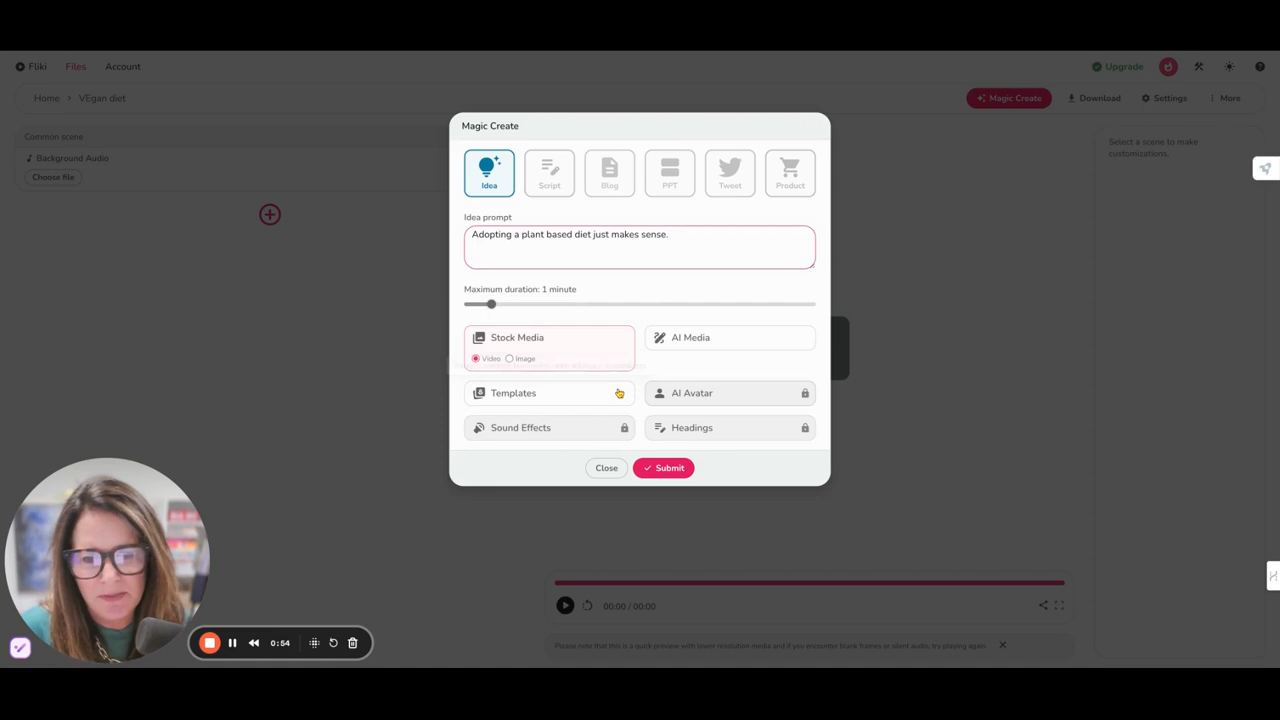 Fliki Files Account Upgrade
Home > VEgan diet Magic Create Download Settings More
Common scene
Background Audio
Choose file
Select a scene to make
customizations.
Magic Create
Idea Script Blog PPT Tweet Product
Idea prompt
Adopting a plant based diet just makes sense.
Maximum duration: 1 minute
Stock Media AI Media
Video Image
Templates AI Avatar
Sound Effects Headings
Close Submit
00:00 / 00:00
0:54
Please note that this is a quick preview with lower resolution media and if you encounter blank frames or silent audio, try playing again.